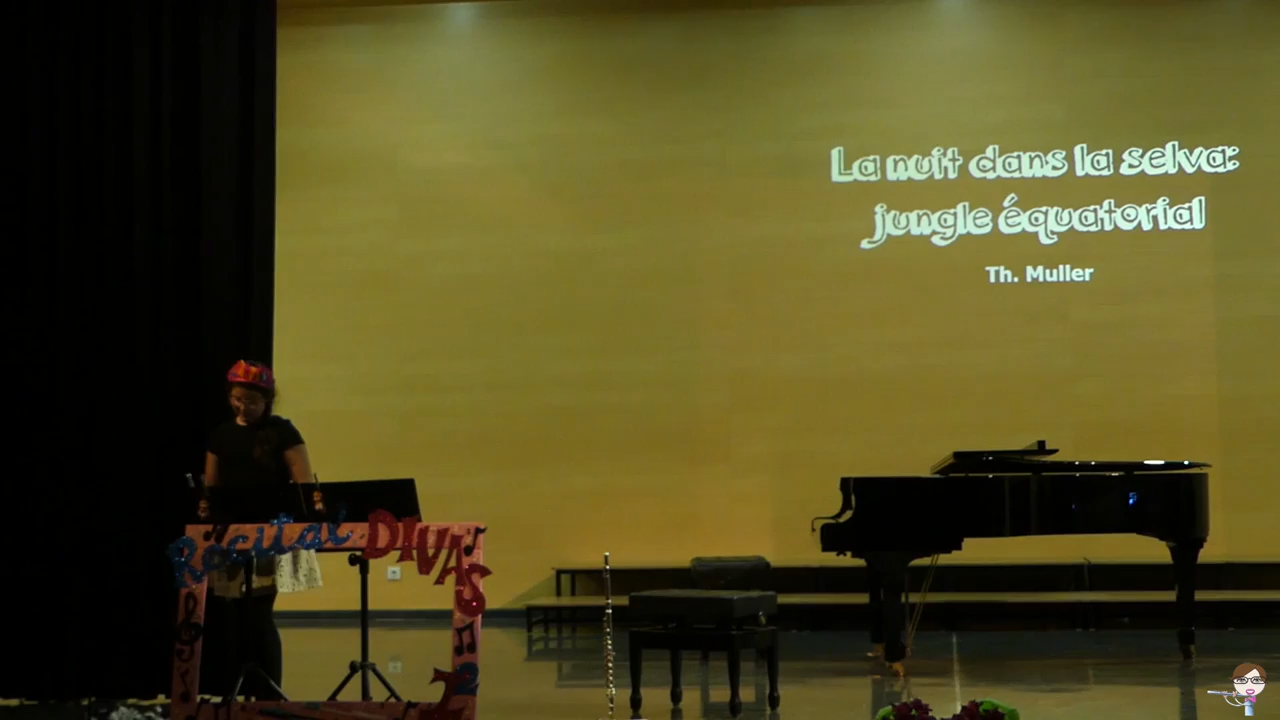 La nuit dans la selva:
jungle équatorial
Th. Muller
Recital DIVAS